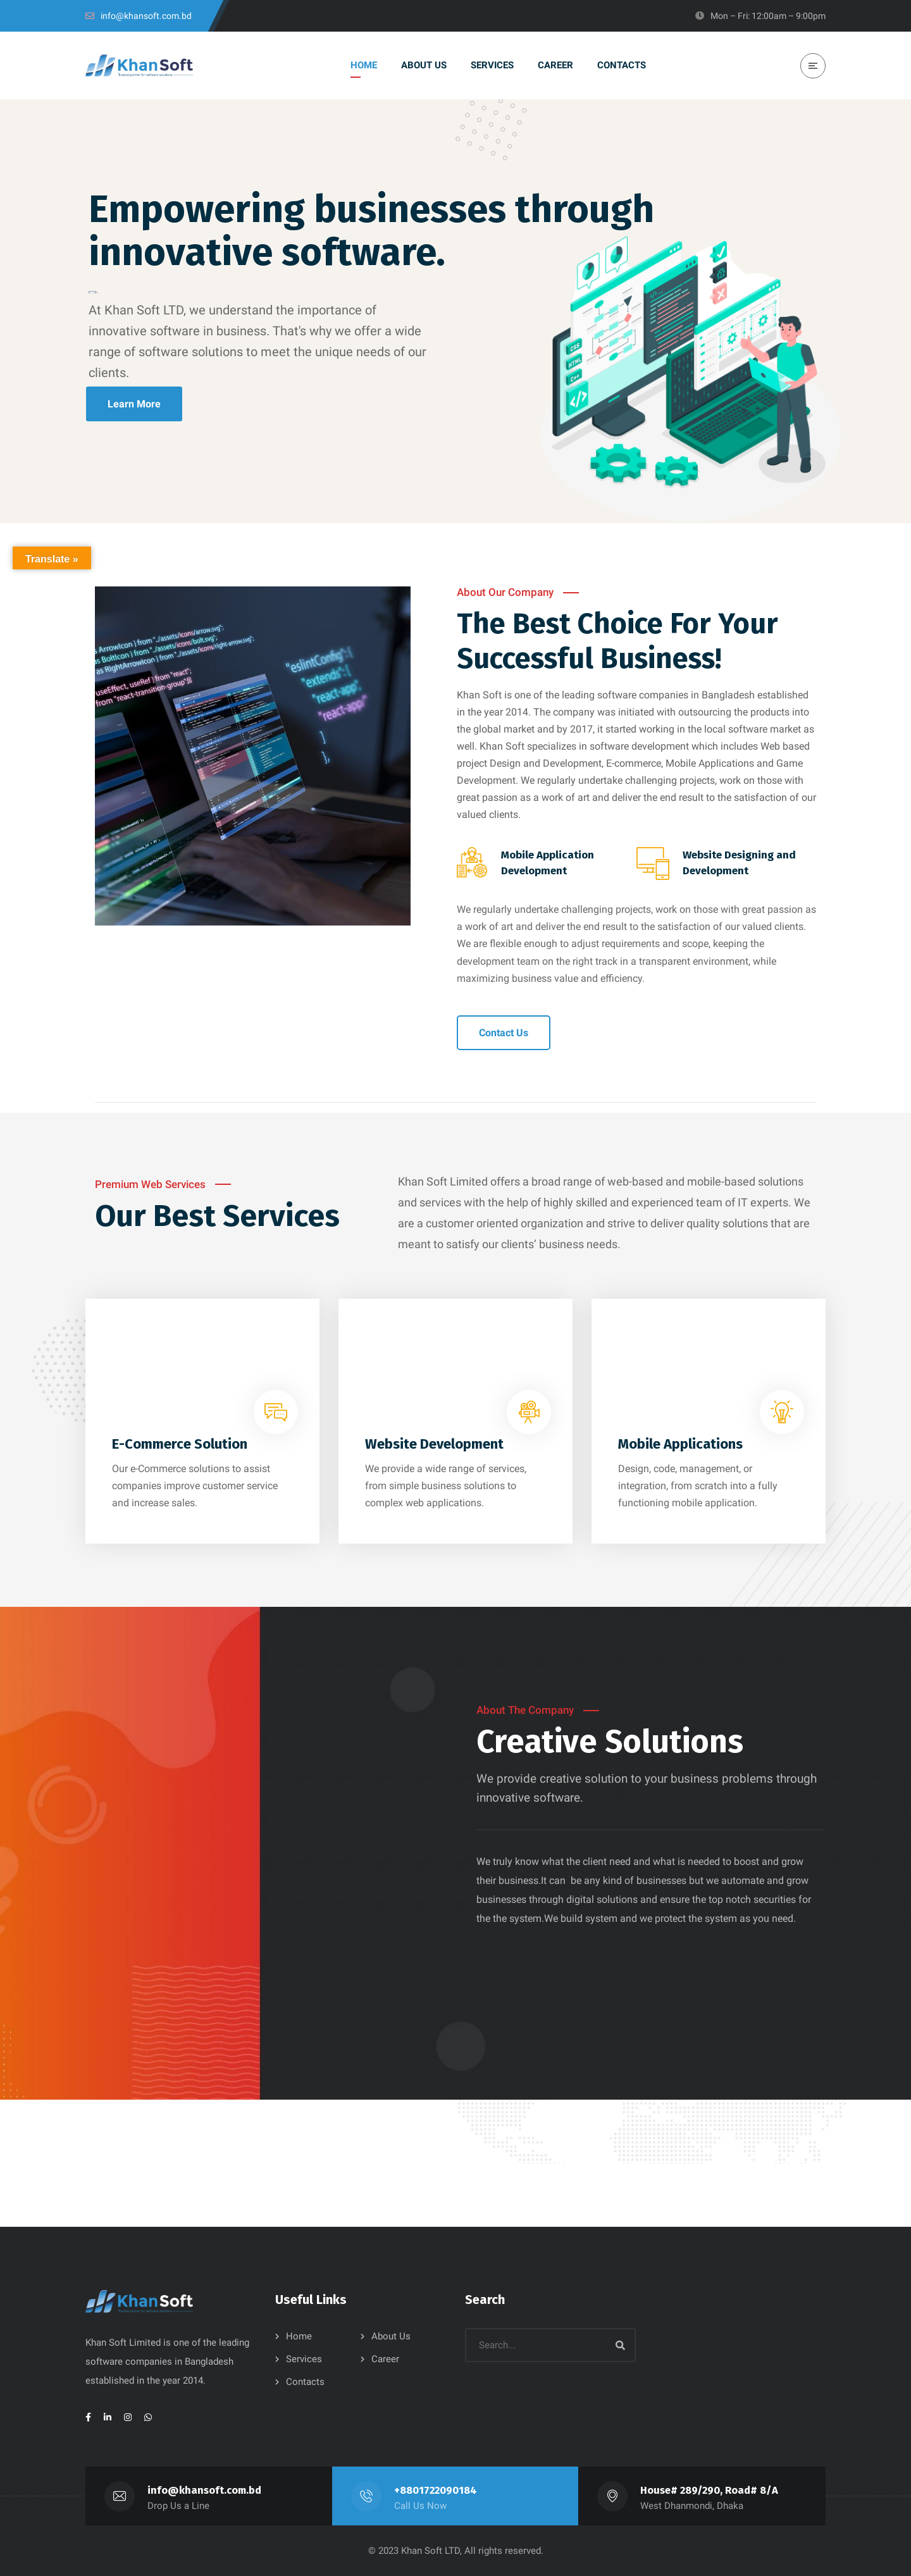 info@khansoft.com.bd
Mon – Fri: 12:00am – 9:00pm
KhanSoft
HOME
ABOUT US
SERVICES
CAREER
CONTACTS
Empowering businesses through
innovative software.
At Khan Soft LTD, we understand the importance of
innovative software in business. That's why we offer a wide
range of software solutions to meet the unique needs of our
clients.
Learn More
CSS
HTML
C++
</>
Translate »
About Our Company
The Best Choice For Your
Successful Business!
Khan Soft is one of the leading software companies in Bangladesh established
in the year 2014. The company was initiated with outsourcing the products into
the global market and by 2017, it started working in the local software market as
well. Khan Soft specializes in software development which includes Web based
project Design and Development, E-commerce, Mobile Applications and Game
Development. We regularly undertake challenging projects, work on those with
great passion as a work of art and deliver the end result to the satisfaction of our
valued clients.
Mobile Application
Development
Website Designing and
Development
We regularly undertake challenging projects, work on those with great passion as
a work of art and deliver the end result to the satisfaction of our valued clients.
We are flexible enough to adjust requirements and scope, keeping the
development team on the right track in a transparent environment, while
maximizing business value and efficiency.
Contact Us
Premium Web Services
Our Best Services
Khan Soft Limited offers a broad range of web-based and mobile-based solutions
and services with the help of highly skilled and experienced team of IT experts. We
are a customer oriented organization and strive to deliver quality solutions that are
meant to satisfy our clients' business needs.
E-Commerce Solution
Our e-Commerce solutions to assist
companies improve customer service
and increase sales.
Website Development
We provide a wide range of services,
from simple business solutions to
complex web applications.
Mobile Applications
Design, code, management, or
integration, from scratch into a fully
functioning mobile application.
About The Company
Creative Solutions
We provide creative solution to your business problems through
innovative software.
We truly know what the client need and what is needed to boost and grow
their business.It can  be any kind of businesses but we automate and grow
businesses through digital solutions and ensure the top notch securities for
the the system.We build system and we protect the system as you need.
KhanSoft
Khan Soft Limited is one of the leading
software companies in Bangladesh
established in the year 2014.
Useful Links
Home
About Us
Services
Career
Contacts
Search
Search...
info@khansoft.com.bd
Drop Us a Line
+8801722090184
Call Us Now
House# 289/290, Road# 8/A
West Dhanmondi, Dhaka
© 2023 Khan Soft LTD, All rights reserved.